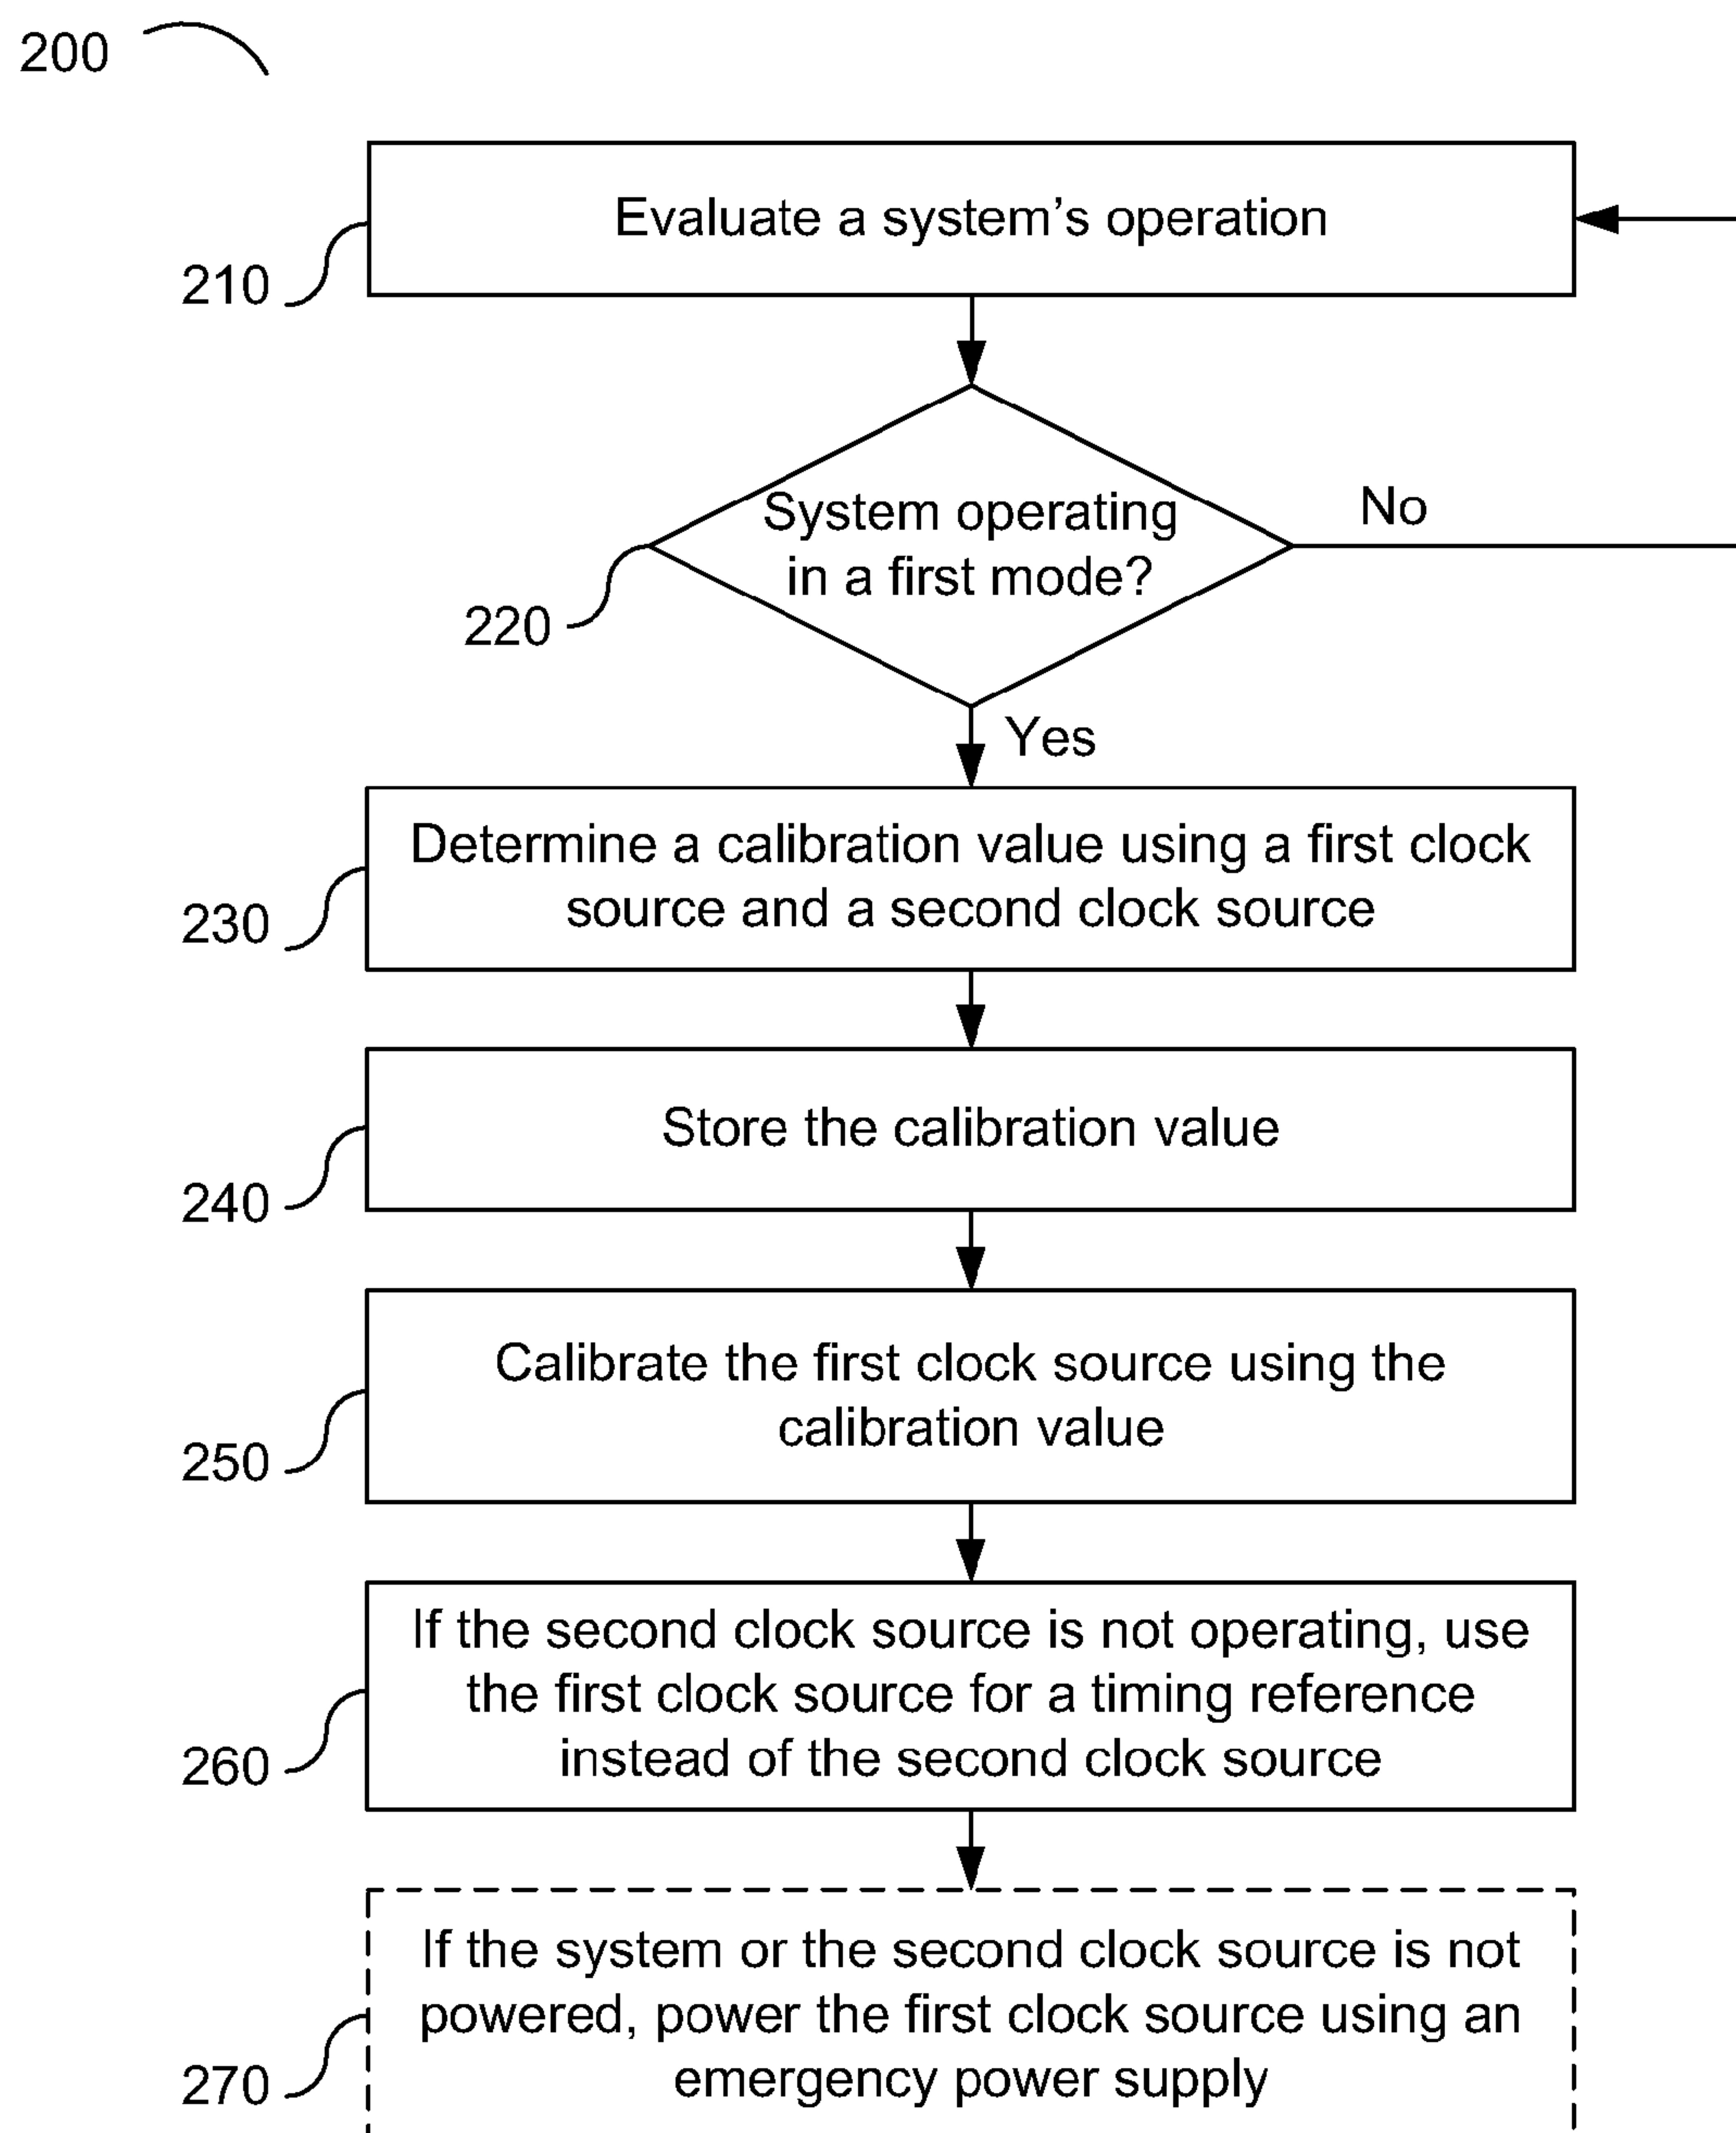 200
Evaluate a system's operation
210
System operating
in a first mode?
No
220
Yes
Determine a calibration value using a first clock
source and a second clock source
230
Store the calibration value
240
Calibrate the first clock source using the
calibration value
250
If the second clock source is not operating, use
the first clock source for a timing reference
instead of the second clock source
260
If the system or the second clock source is not
powered, power the first clock source using an
emergency power supply
270